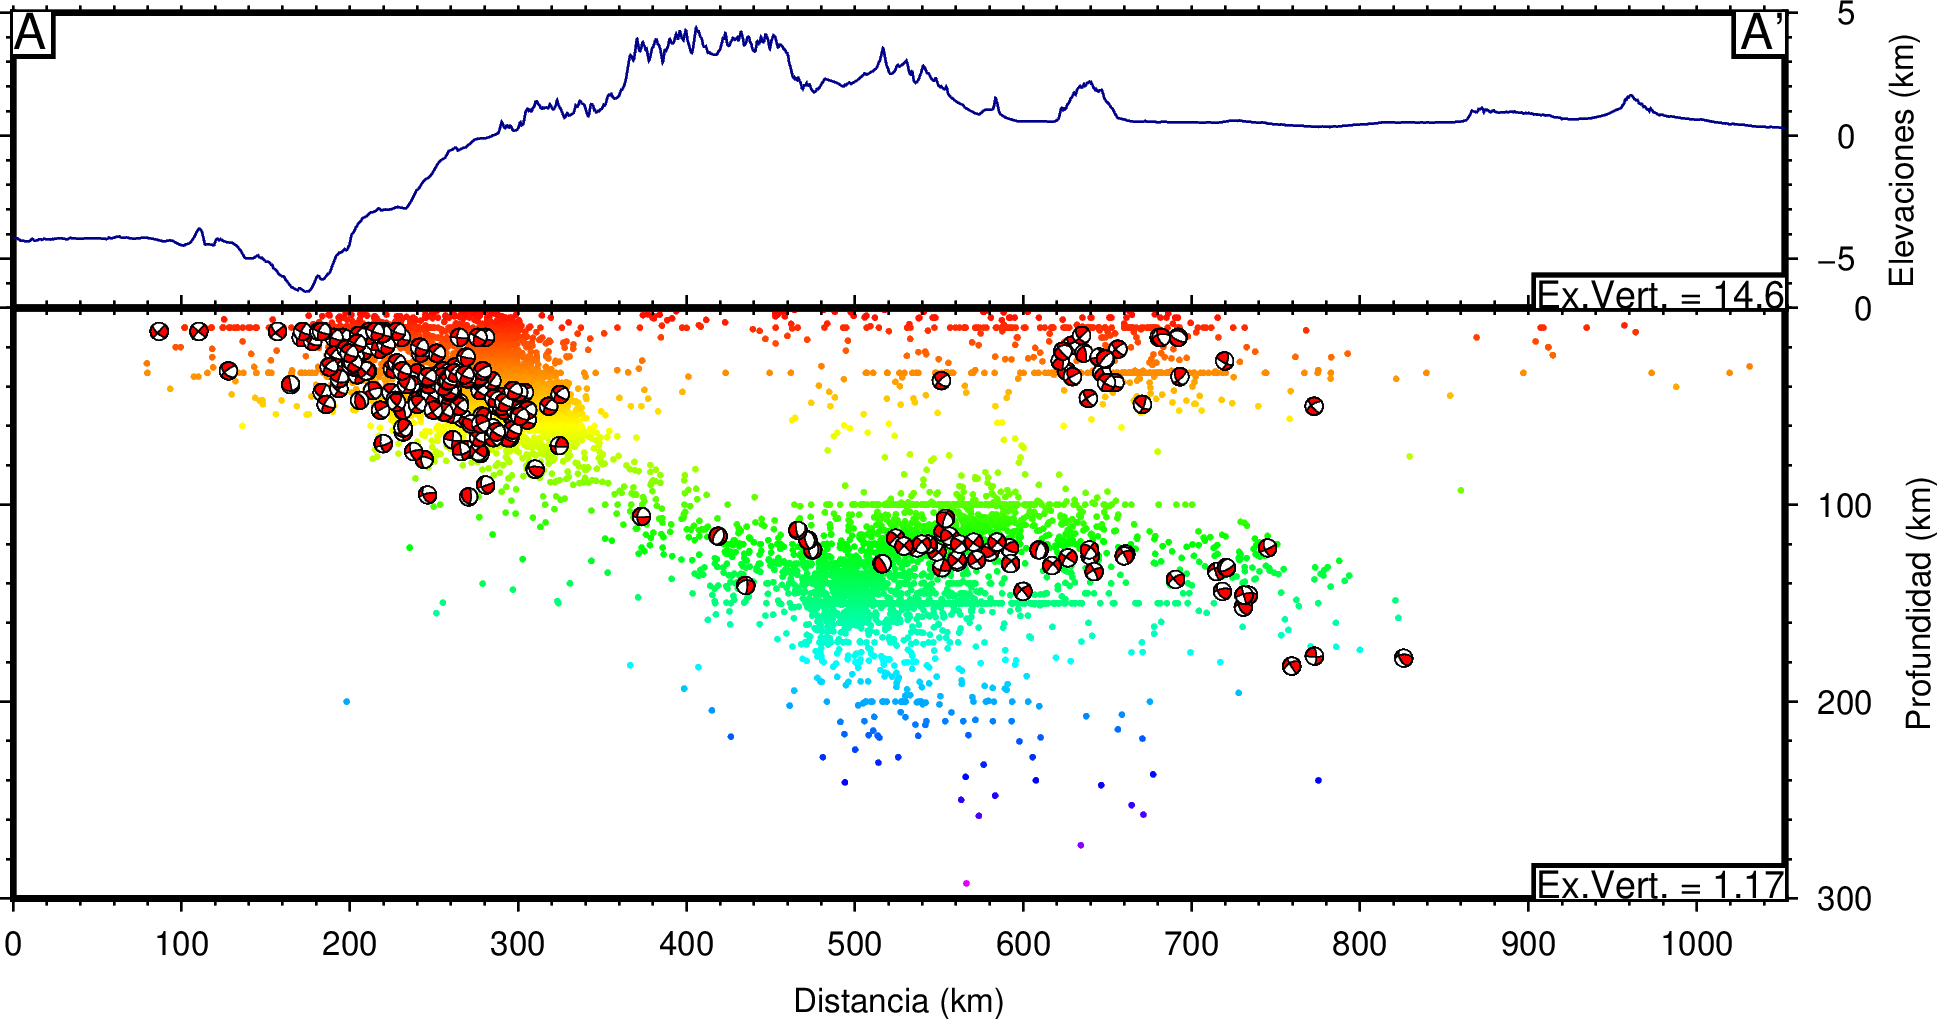 A
A'
5
0
−5
Elevaciones (km)
Ex.Vert. = 14.6
0
100
200
300
Profundidad (km)
Ex.Vert. = 1.17
0 100 200 300 400 500 600 700 800 900 1000
Distancia (km)